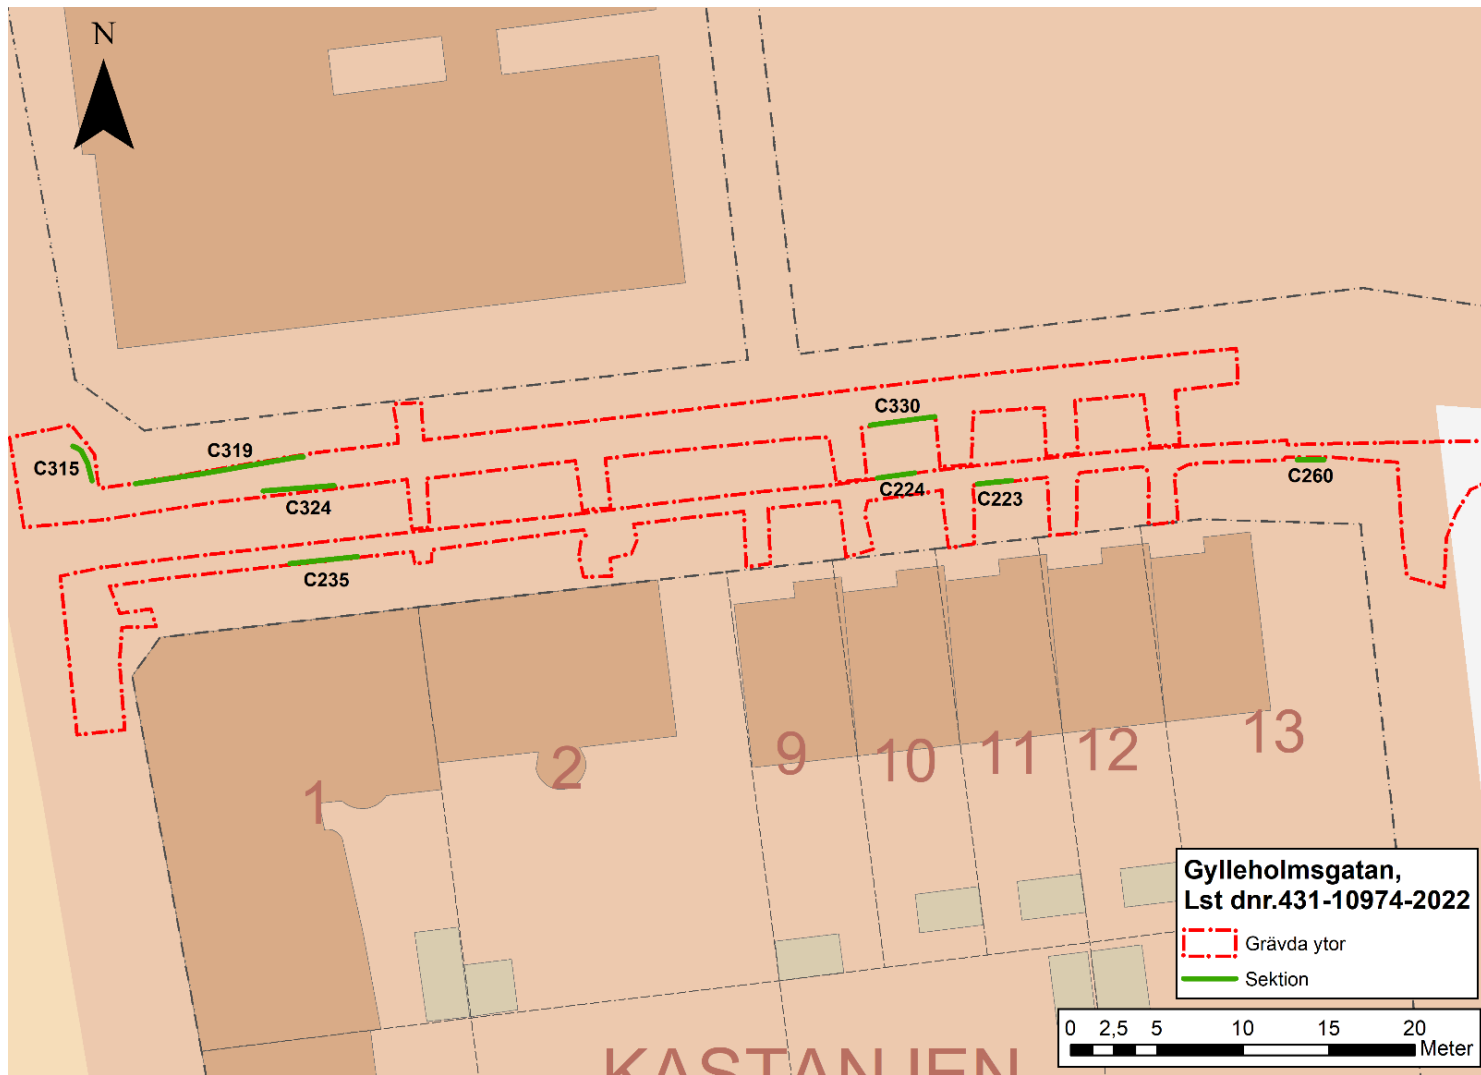 N
C330
C319
C315
C324
C224
C223
C260
C235
1
2
9
10
11
12
13
Gylleholmsgatan,
Lst dnr.431-10974-2022
Grävda ytor
Sektion
0 2,5 5 10 15 20
Meter
KASTANJEN